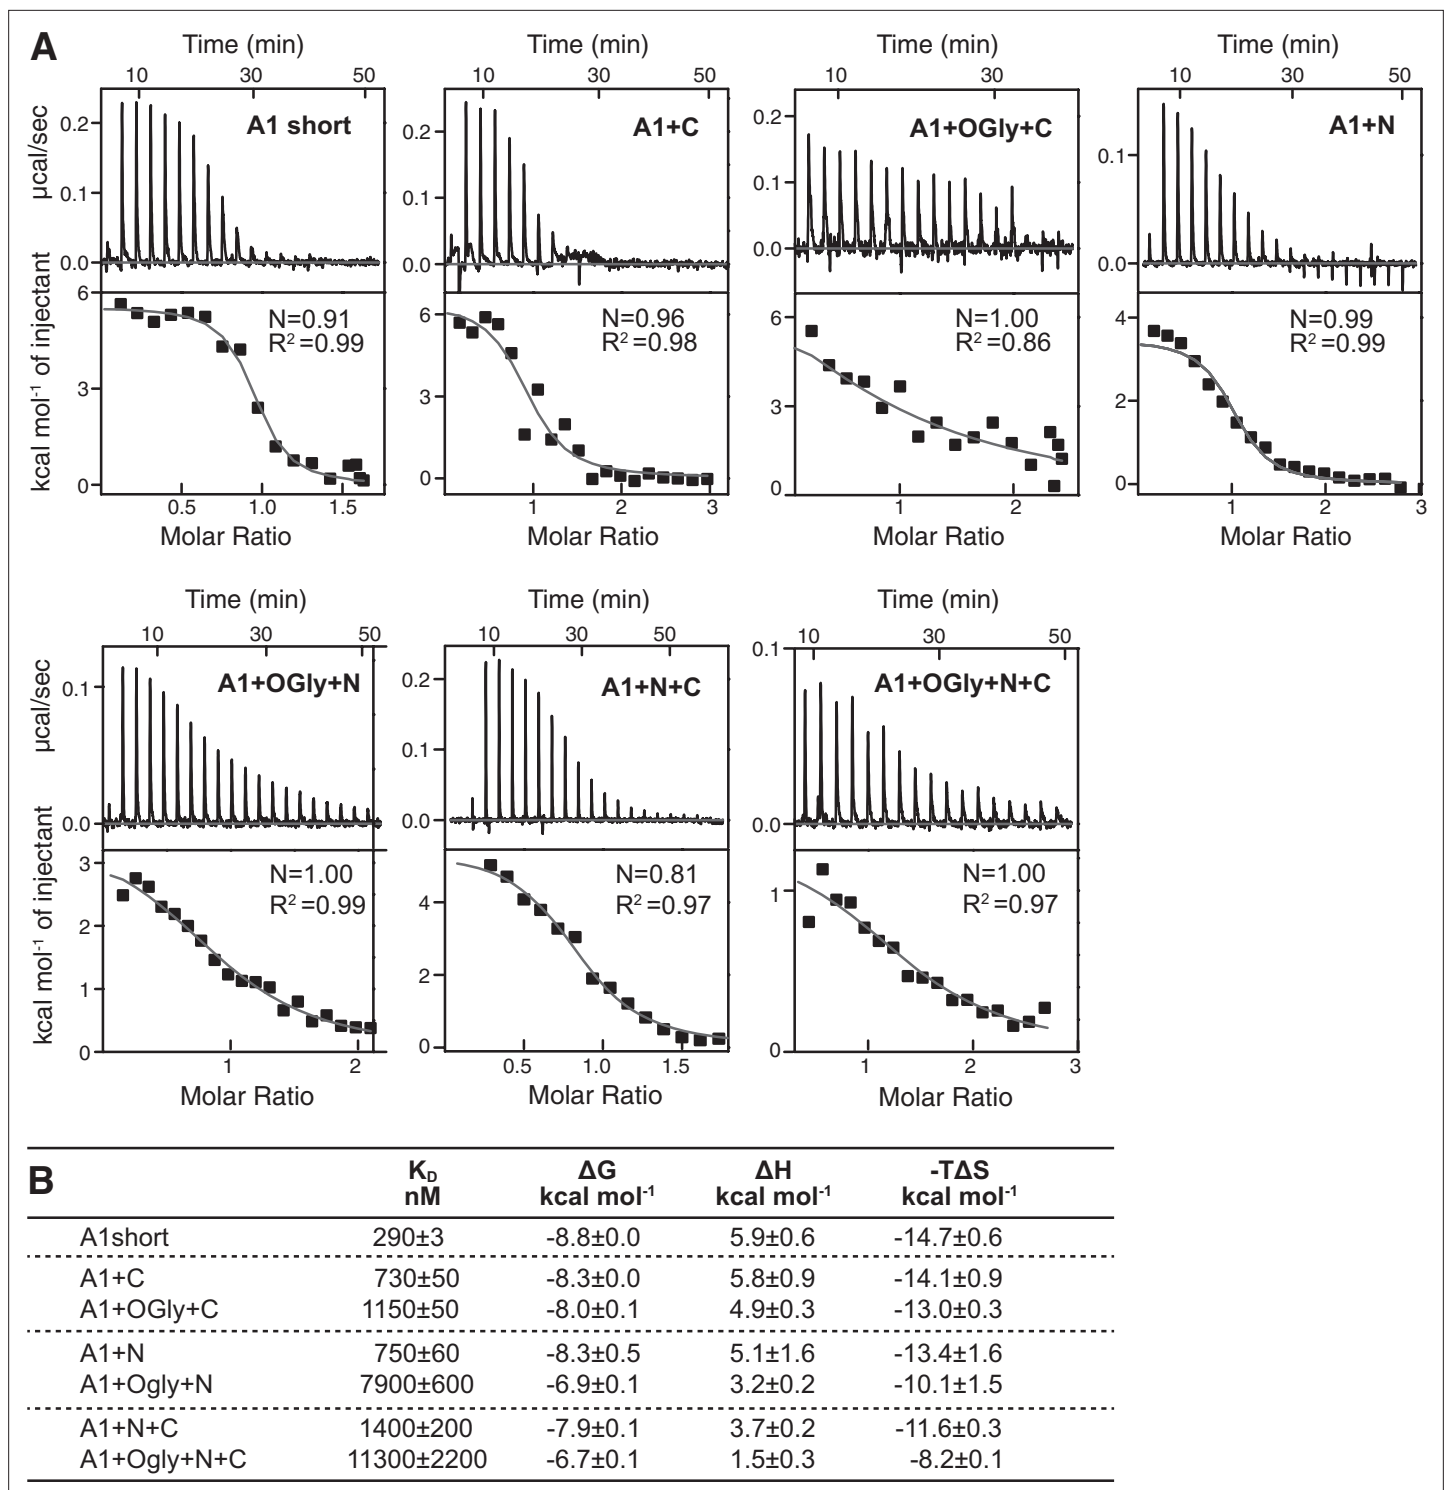 A
Time (min)
10 30 50
µcal/sec
0.2
0.1
0.0
A1 short
kcal mol-1 of injectant
6
3
0
N=0.91
R2=0.99
0.5 1.0 1.5
Molar Ratio
Time (min)
10 30 50
0.2
0.1
0.0
A1+C
6
3
0
N=0.96
R2=0.98
1 2 3
Molar Ratio
Time (min)
10 30
0.2
0.1
0.0
A1+OGly+C
6
3
0
N=1.00
R2=0.86
1 2
Molar Ratio
Time (min)
10 30 50
0.1
0.0
A1+N
4
2
0
N=0.99
R2=0.99
1 2 3
Molar Ratio
Time (min)
10 30 50
µcal/sec
0.1
0.0
A1+OGly+N
kcal mol-1 of injectant
3
2
1
0
N=1.00
R2=0.99
1 2
Molar Ratio
Time (min)
10 30 50
0.2
0.1
0.0
A1+N+C
4
2
0
N=0.81
R2=0.97
0.5 1.0 1.5
Molar Ratio
Time (min)
10 30 50
0.1
0.0
A1+OGly+N+C
1
0
N=1.00
R2=0.97
1 2 3
Molar Ratio
B
KD ΔG ΔH -TΔS
nM kcal mol-1 kcal mol-1 kcal mol-1
A1short 290±3 -8.8±0.0 5.9±0.6 -14.7±0.6
A1+C 730±50 -8.3±0.0 5.8±0.9 -14.1±0.9
A1+OGly+C 1150±50 -8.0±0.1 4.9±0.3 -13.0±0.3
A1+N 750±60 -8.3±0.5 5.1±1.6 -13.4±1.6
A1+Ogly+N 7900±600 -6.9±0.1 3.2±0.2 -10.1±1.5
A1+N+C 1400±200 -7.9±0.1 3.7±0.2 -11.6±0.3
A1+Ogly+N+C 11300±2200 -6.7±0.1 1.5±0.3 -8.2±0.1